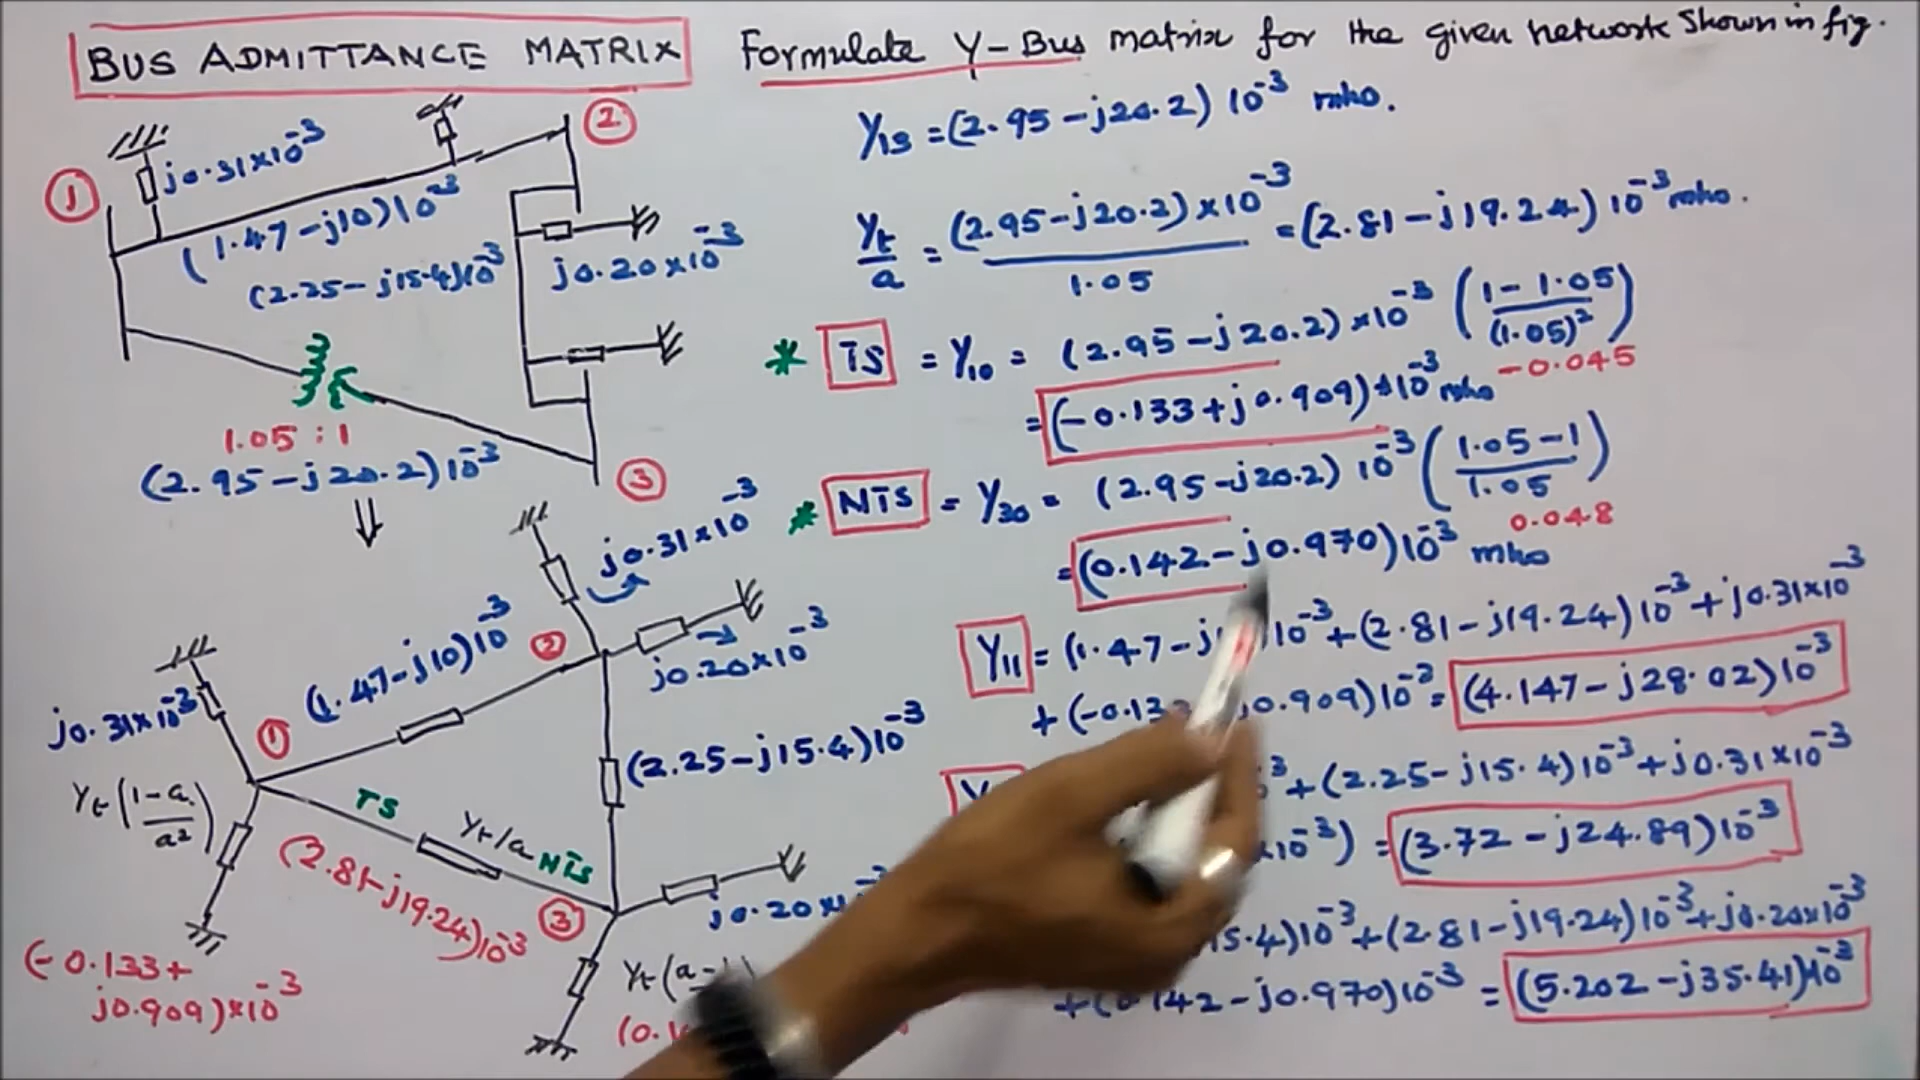 BUS ADMITTANCE MATRIX
Formulate Y-Bus matrix for the given network shown in fig.
1
2
j0.31x10⁻³
(1.47-j10)10⁻³
(2.25-j15.4)10⁻³
j0.20x10⁻³
1.05 : 1
(2.95-j20.2)10⁻³
3
⇓
j0.31x10⁻³
j0.20x10⁻³
(1.47-j10)10⁻³
2
j0.31x10⁻³
1
(2.25-j15.4)10⁻³
Yt(1-a/a²)
TS
Yt/a
NTS
(2.81-j19.24)10⁻³
3
j0.20x
(-0.133+
j0.909)x10⁻³
Yt(a-
Y13 = (2.95-j20.2) 10⁻³ mho.
Yt/a = (2.95-j20.2)x10⁻³/1.05 = (2.81-j19.24) 10⁻³ mho.
* TS = Y10 = (2.95-j20.2)x10⁻³ (1-1.05/(1.05)²)
-0.045
= (-0.133+j0.909)x10⁻³ mho
* NTS = Y30 = (2.95-j20.2) 10⁻³ (1.05-1/1.05)
0.048
= (0.142-j0.970)10⁻³ mho
Y11 = (1.47-j 10⁻³+(2.81-j19.24)10⁻³+j0.31x10⁻³
+(-0.13 j0.909)10⁻³ = (4.147-j28.02)10⁻³
+(2.25-j15.4)10⁻³+j0.31x10⁻³
x10⁻³) = (3.72-j24.89)10⁻³
15.4)10⁻³+(2.81-j19.24)10⁻³+j0.20x10⁻³
+(0.142-j0.970)10⁻³ = (5.202-j35.41)10⁻³